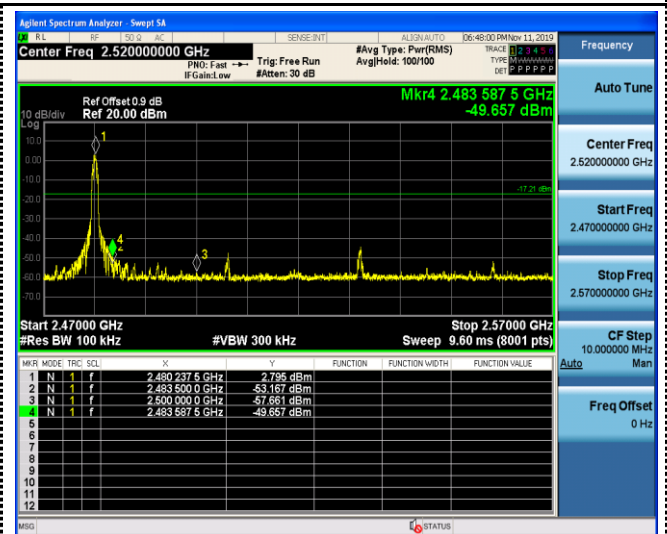 Agilent Spectrum Analyzer - Swept SA
RL RF 50 Ω AC SENSE:INT ALIGNAUTO 06:48:00 PM Nov 11, 2019
Center Freq 2.520000000 GHz
PNO: Fast Trig: Free Run
IFGain:Low #Atten: 30 dB
#Avg Type: Pwr(RMS)
Avg|Hold: 100/100
TRACE 1 2 3 4 5 6
TYPE M
DET P P P P P P
Frequency
Auto Tune
Center Freq
2.520000000 GHz
Start Freq
2.470000000 GHz
Stop Freq
2.570000000 GHz
CF Step
10.000000 MHz
Auto Man
Freq Offset
0 Hz
Mkr4 2.483 587 5 GHz
-49.657 dBm
Ref Offset 0.9 dB
10 dB/div Ref 20.00 dBm
Log
10.0
0.00
-10.0
-20.0
-30.0
-40.0
-50.0
-60.0
-70.0
1
-17.21 dBm
4
2
3
Start 2.47000 GHz Stop 2.57000 GHz
#Res BW 100 kHz #VBW 300 kHz Sweep 9.60 ms (8001 pts)
MKR MODE TRC SCL X Y FUNCTION FUNCTION WIDTH FUNCTION VALUE
1 N 1 f 2.480 237 5 GHz 2.795 dBm
2 N 1 f 2.483 500 0 GHz -53.167 dBm
3 N 1 f 2.500 000 0 GHz -57.661 dBm
4 N 1 f 2.483 587 5 GHz -49.657 dBm
5
6
7
8
9
10
11
12
MSG STATUS